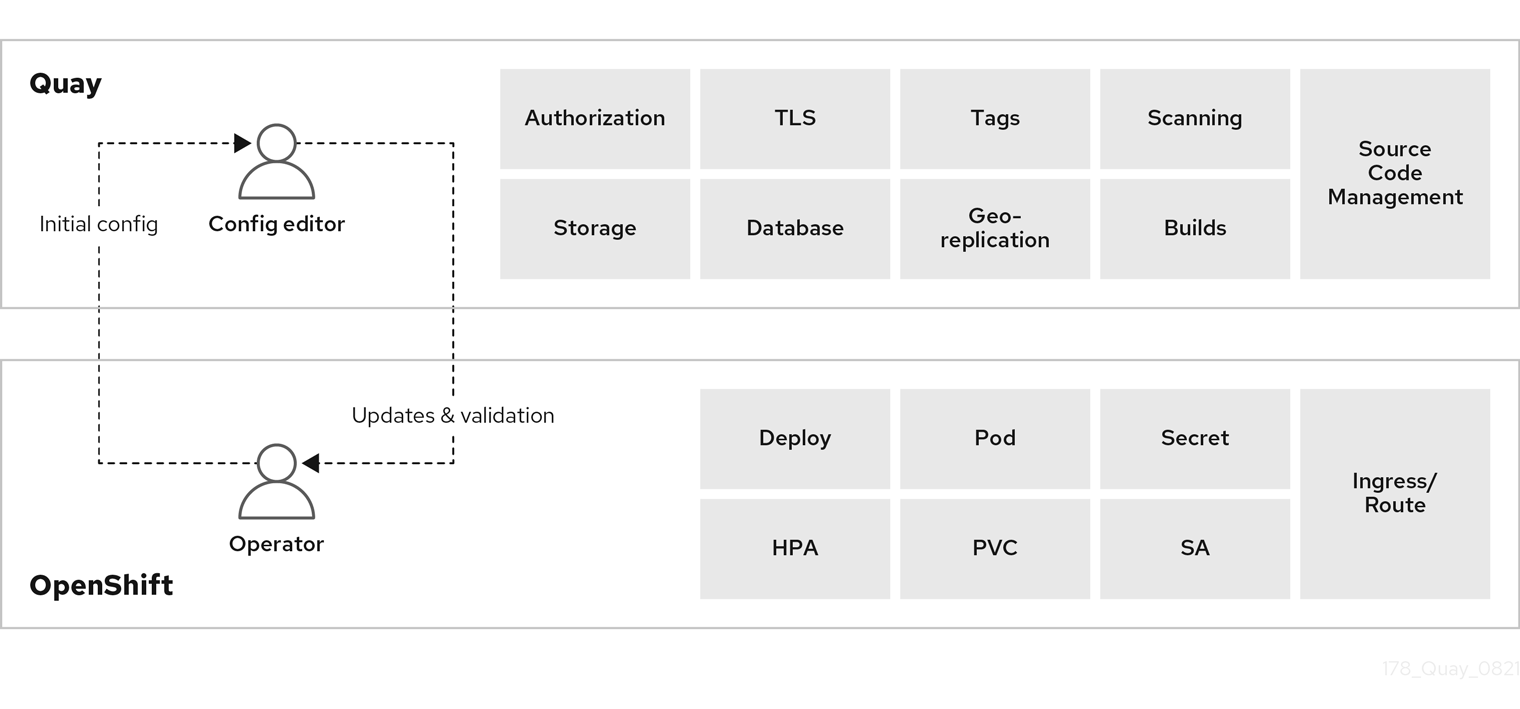 Quay
Authorization
TLS
Tags
Scanning
Source
Code
Management
Initial config
Config editor
Storage
Database
Geo-
replication
Builds
Updates & validation
Deploy
Pod
Secret
Ingress/
Route
Operator
HPA
PVC
SA
OpenShift
178_Quay_0821